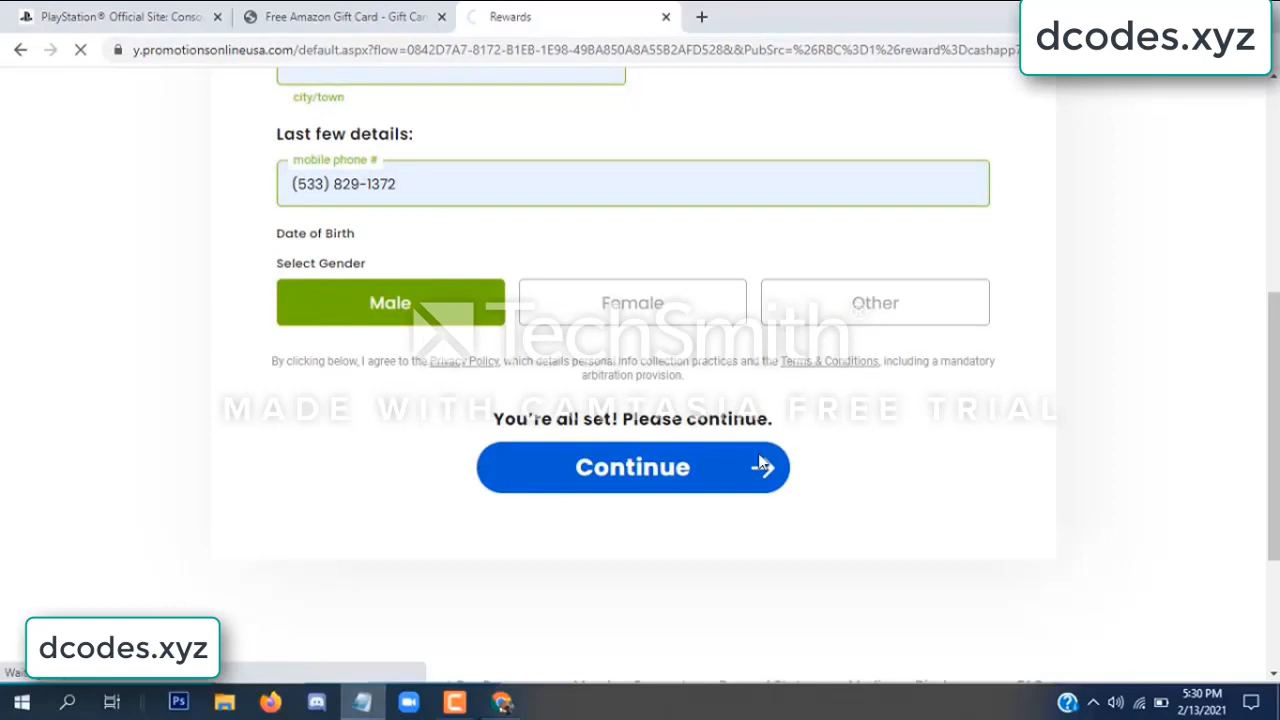 PlayStation® Official Site: Conso
Free Amazon Gift Card - Gift Car
Rewards
y.promotionsonlineusa.com/default.aspx?flow=0842D7A7-8172-B1EB-1E98-49BA850A8A55B2AFD528&&PubSrc=%26RBC%3D1%26reward%3Dcashapp7
dcodes.xyz
city/town
Last few details:
mobile phone #
(533) 829-1372
Date of Birth
Select Gender
Male
Female
Other
TechSmith
By clicking below, I agree to the Privacy Policy, which details personal info collection practices and the Terms & Conditions, including a mandatory
arbitration provision.
MADE WITH CAMTASIA FREE TRIAL
You're all set! Please continue.
Continue
dcodes.xyz
Wai
Ps
5:30 PM
2/13/2021